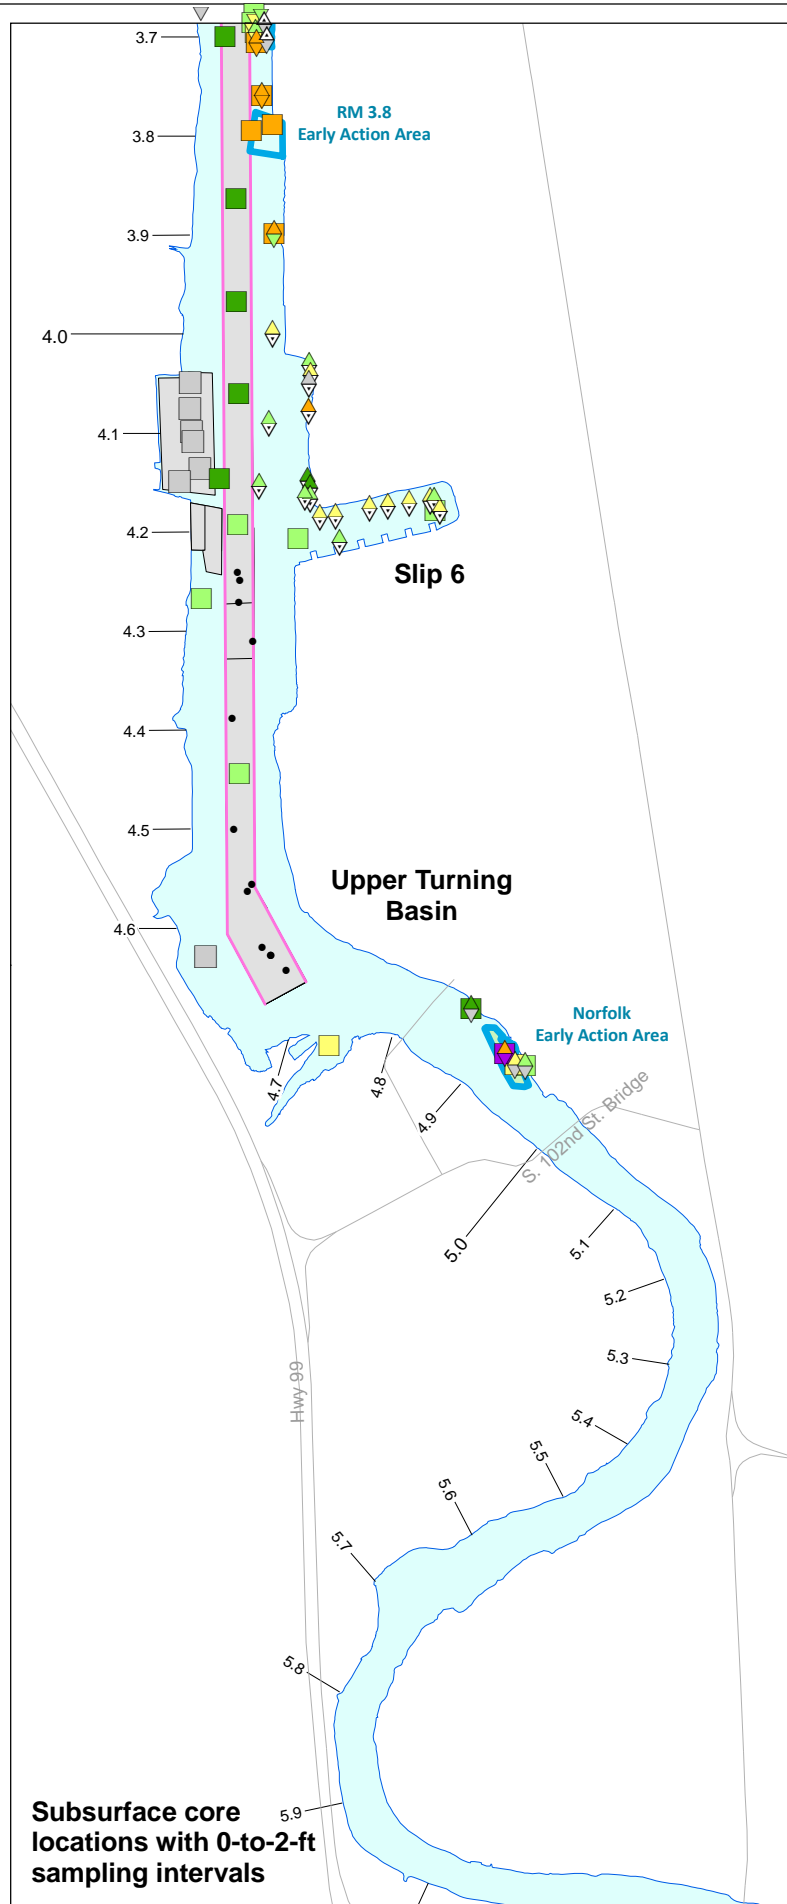 3.7
RM 3.8
Early Action Area
3.8
3.9
4.0
4.1
4.2
Slip 6
4.3
4.4
4.5
Upper Turning
Basin
4.6
Norfolk
Early Action Area
4.7
4.8
4.9
S. 102nd St. Bridge
5.0
5.1
5.2
5.3
Hwy 99
5.4
5.5
5.6
5.7
5.8
5.9
Subsurface core
locations with 0-to-2-ft
sampling intervals